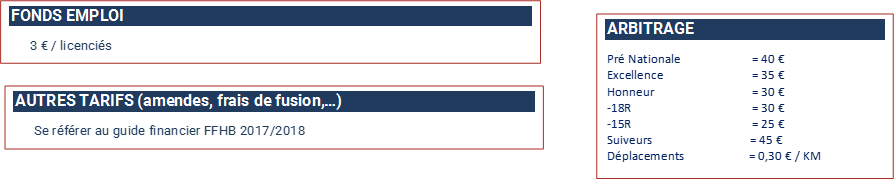 FONDS EMPLOI
3 € / licenciés
AUTRES TARIFS (amendes, frais de fusion,...)
Se référer au guide financier FFHB 2017/2018
ARBITRAGE
Pré Nationale = 40 €
Excellence = 35 €
Honneur = 30 €
-18R = 30 €
-15R = 25 €
Suiveurs = 45 €
Déplacements = 0,30 € / KM